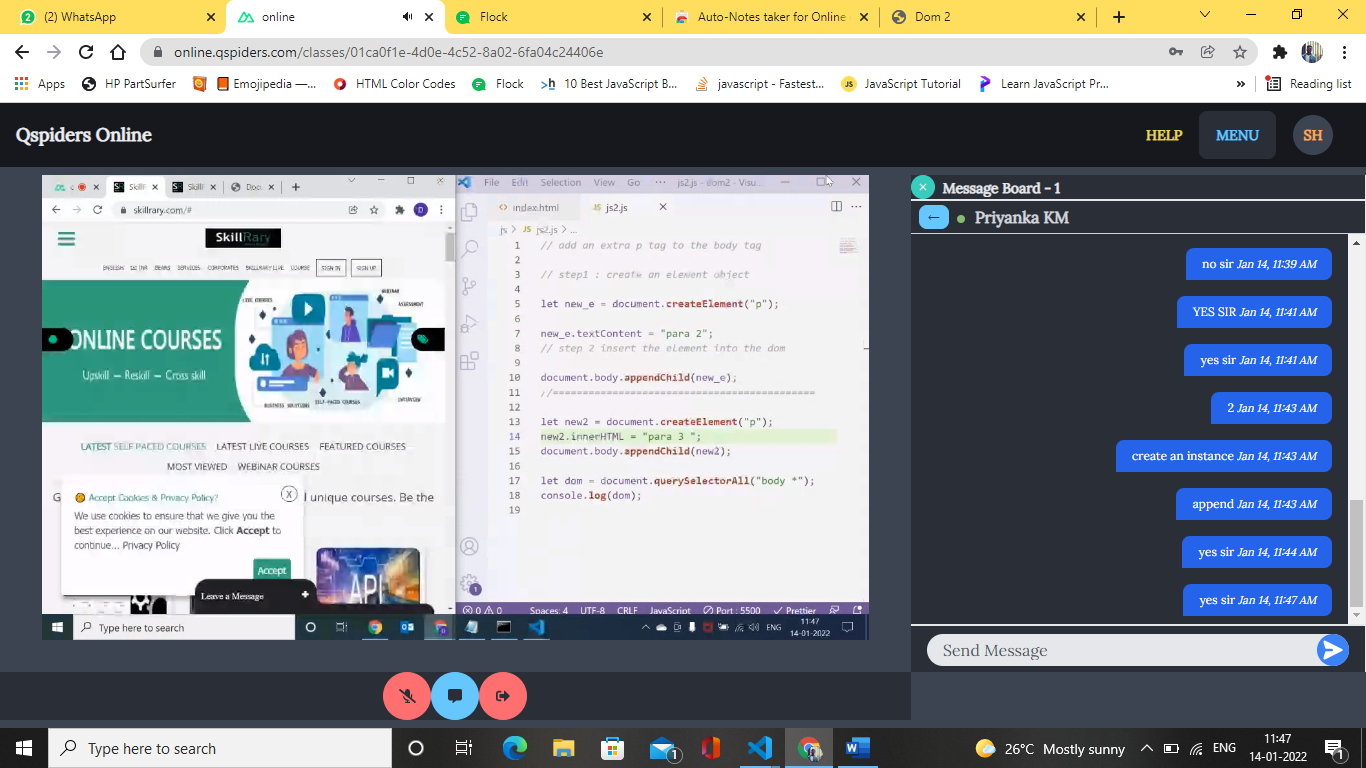 (2) WhatsApp
online
Flock
Auto-Notes taker for Online
Dom 2
online.qspiders.com/classes/01ca0f1e-4d0e-4c52-8a02-6fa04c24406e
Apps
HP PartSurfer
Emojipedia —...
HTML Color Codes
Flock
10 Best JavaScript B...
javascript - Fastest...
JavaScript Tutorial
Learn JavaScript Pr...
»
Reading list
Qspiders Online
HELP
MENU
SH
skillrary.com/#
SkillRary
SERVICES
CORPORATES
SKILLRARY LIVE
COURSE
SIGN IN
SIGN UP
ONLINE COURSES
Upskill — Reskill — Cross skill
LIVE COURSES
WEBINAR
ASSESSMENT
BUSINESS SOLUTIONS
SELF-PACED COURSES
INTERVIEW
LATEST SELF PACED COURSES
LATEST LIVE COURSES
FEATURED COURSES
MOST VIEWED
WEBINAR COURSES
unique courses. Be the
Accept Cookies & Privacy Policy?
X
We use cookies to ensure that we give you the
best experience on our website. Click Accept to
continue... Privacy Policy
Accept
API
Leave a Message +
File Edit Selection View Go ··· js2.js - dom2 - Visu...
index.html
js2.js
js > JS js2.js > ...
1 // add an extra p tag to the body tag
2
3 // step1 : create an element object
4
5 let new_e = document.createElement("p");
6
7 new_e.textContent = "para 2";
8 // step 2 insert the element into the dom
9
10 document.body.appendChild(new_e);
11 //===========================================
12
13 let new2 = document.createElement("p");
14 new2.innerHTML = "para 3 ";
15 document.body.appendChild(new2);
16
17 let dom = document.querySelectorAll("body *");
18 console.log(dom);
19
0 0 Spaces: 4 UTF-8 CRLF JavaScript Port : 5500 Prettier
Type here to search
ENG
11:47
14-01-2022
Message Board - 1
Priyanka KM
no sir Jan 14, 11:39 AM
YES SIR Jan 14, 11:41 AM
yes sir Jan 14, 11:41 AM
2 Jan 14, 11:43 AM
create an instance Jan 14, 11:43 AM
append Jan 14, 11:43 AM
yes sir Jan 14, 11:44 AM
yes sir Jan 14, 11:47 AM
Send Message
Type here to search
26°C Mostly sunny
ENG
11:47
14-01-2022